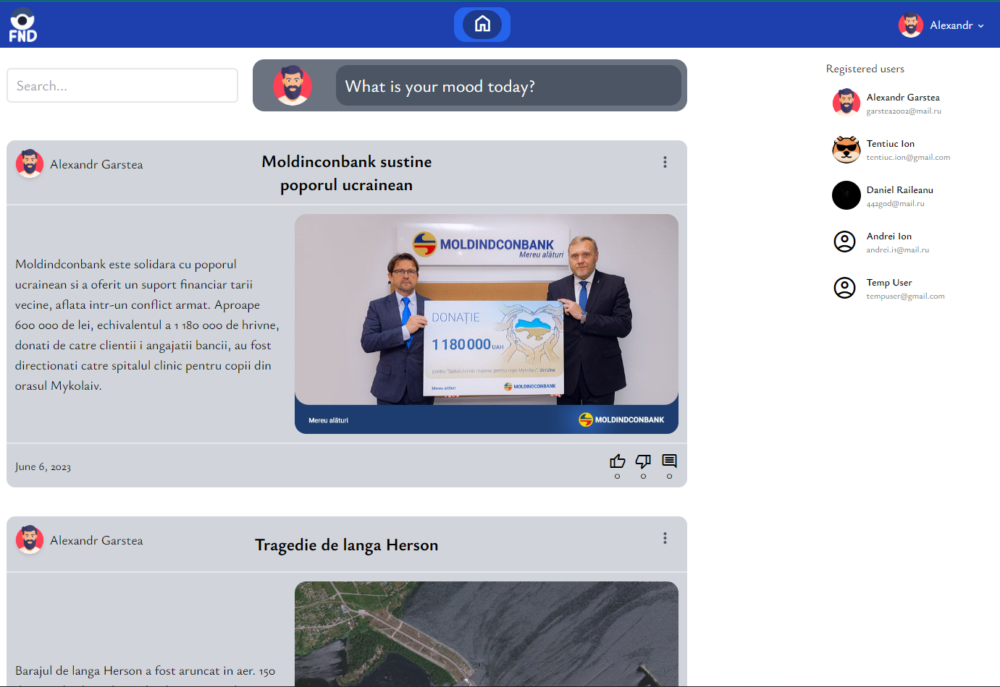 FND
Alexandr
Search...
What is your mood today?
Registered users
Alexandr Garstea
garstea2002@mail.ru
Tentiuc Ion
tentiuc.ion@gmail.com
Daniel Raileanu
442god@mail.ru
Andrei Ion
andrei.i1@mail.ru
Temp User
tempuser@gmail.com
Alexandr Garstea
Moldinconbank sustine
poporul ucrainean
Moldindconbank este solidara cu poporul
ucrainean si a oferit un suport financiar tarii
vecine, aflata intr-un conflict armat. Aproape
600 000 de lei, echivalentul a 1 180 000 de hrivne,
donati de catre clientii i angajatii bancii, au fost
directionati catre spitalul clinic pentru copii din
orasul Mykolaiv.
MOLDINDCONBANK
Mereu alături
DONAȚIE
1 180 000 UAH
pentru "Spitalul clinic regional pentru copii Mykolaiv", Ucraina
Mereu alături
MOLDINDCONBANK
Mereu alături
MOLDINDCONBANK
June 6, 2023
0 0 0
Alexandr Garstea
Tragedie de langa Herson
Barajul de langa Herson a fost aruncat in aer. 150